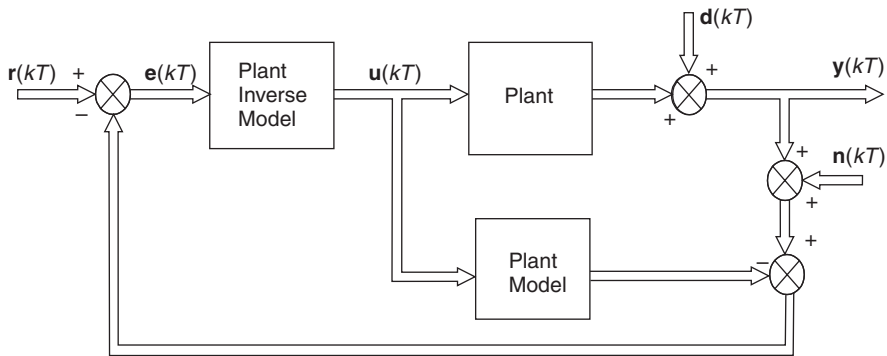 d(kT)
r(kT)
+
−
e(kT)
Plant
Inverse
Model
u(kT)
Plant
+
+
y(kT)
+
n(kT)
+
+
−
Plant
Model